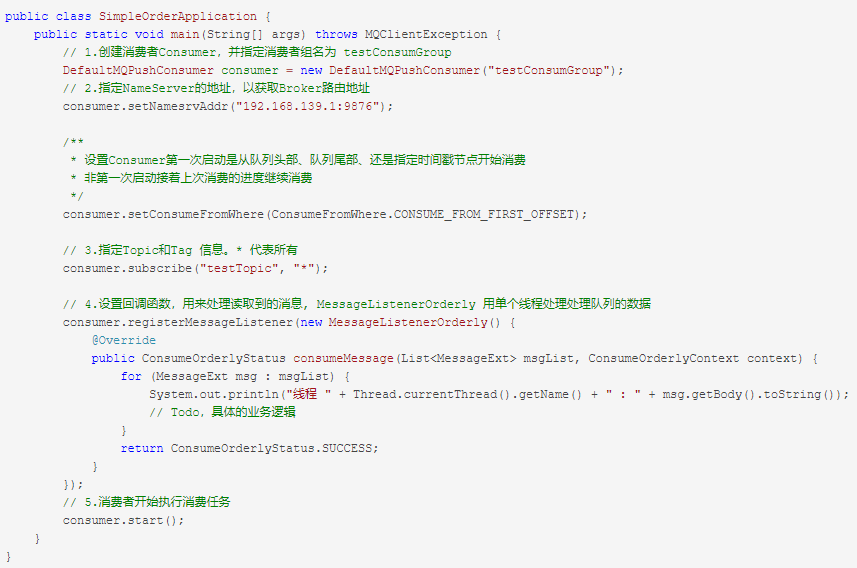 public class SimpleOrderApplication {
    public static void main(String[] args) throws MQClientException {
        // 1.创建消费者Consumer，并指定消费者组名为 testConsumGroup
        DefaultMQPushConsumer consumer = new DefaultMQPushConsumer("testConsumGroup");
        // 2.指定NameServer的地址，以获取Broker路由地址
        consumer.setNamesrvAddr("192.168.139.1:9876");

        /**
         * 设置Consumer第一次启动是从队列头部、队列尾部、还是指定时间戳节点开始消费
         * 非第一次启动接着上次消费的进度继续消费
         */
        consumer.setConsumeFromWhere(ConsumeFromWhere.CONSUME_FROM_FIRST_OFFSET);

        // 3.指定Topic和Tag 信息。* 代表所有
        consumer.subscribe("testTopic", "*");

        // 4.设置回调函数，用来处理读取到的消息, MessageListenerOrderly 用单个线程处理处理队列的数据
        consumer.registerMessageListener(new MessageListenerOrderly() {
            @Override
            public ConsumeOrderlyStatus consumeMessage(List<MessageExt> msgList, ConsumeOrderlyContext context) {
                for (MessageExt msg : msgList) {
                    System.out.println("线程 " + Thread.currentThread().getName() + " : " + msg.getBody().toString());
                    // Todo，具体的业务逻辑
                }
                return ConsumeOrderlyStatus.SUCCESS;
            }
        });
        // 5.消费者开始执行消费任务
        consumer.start();
    }
}